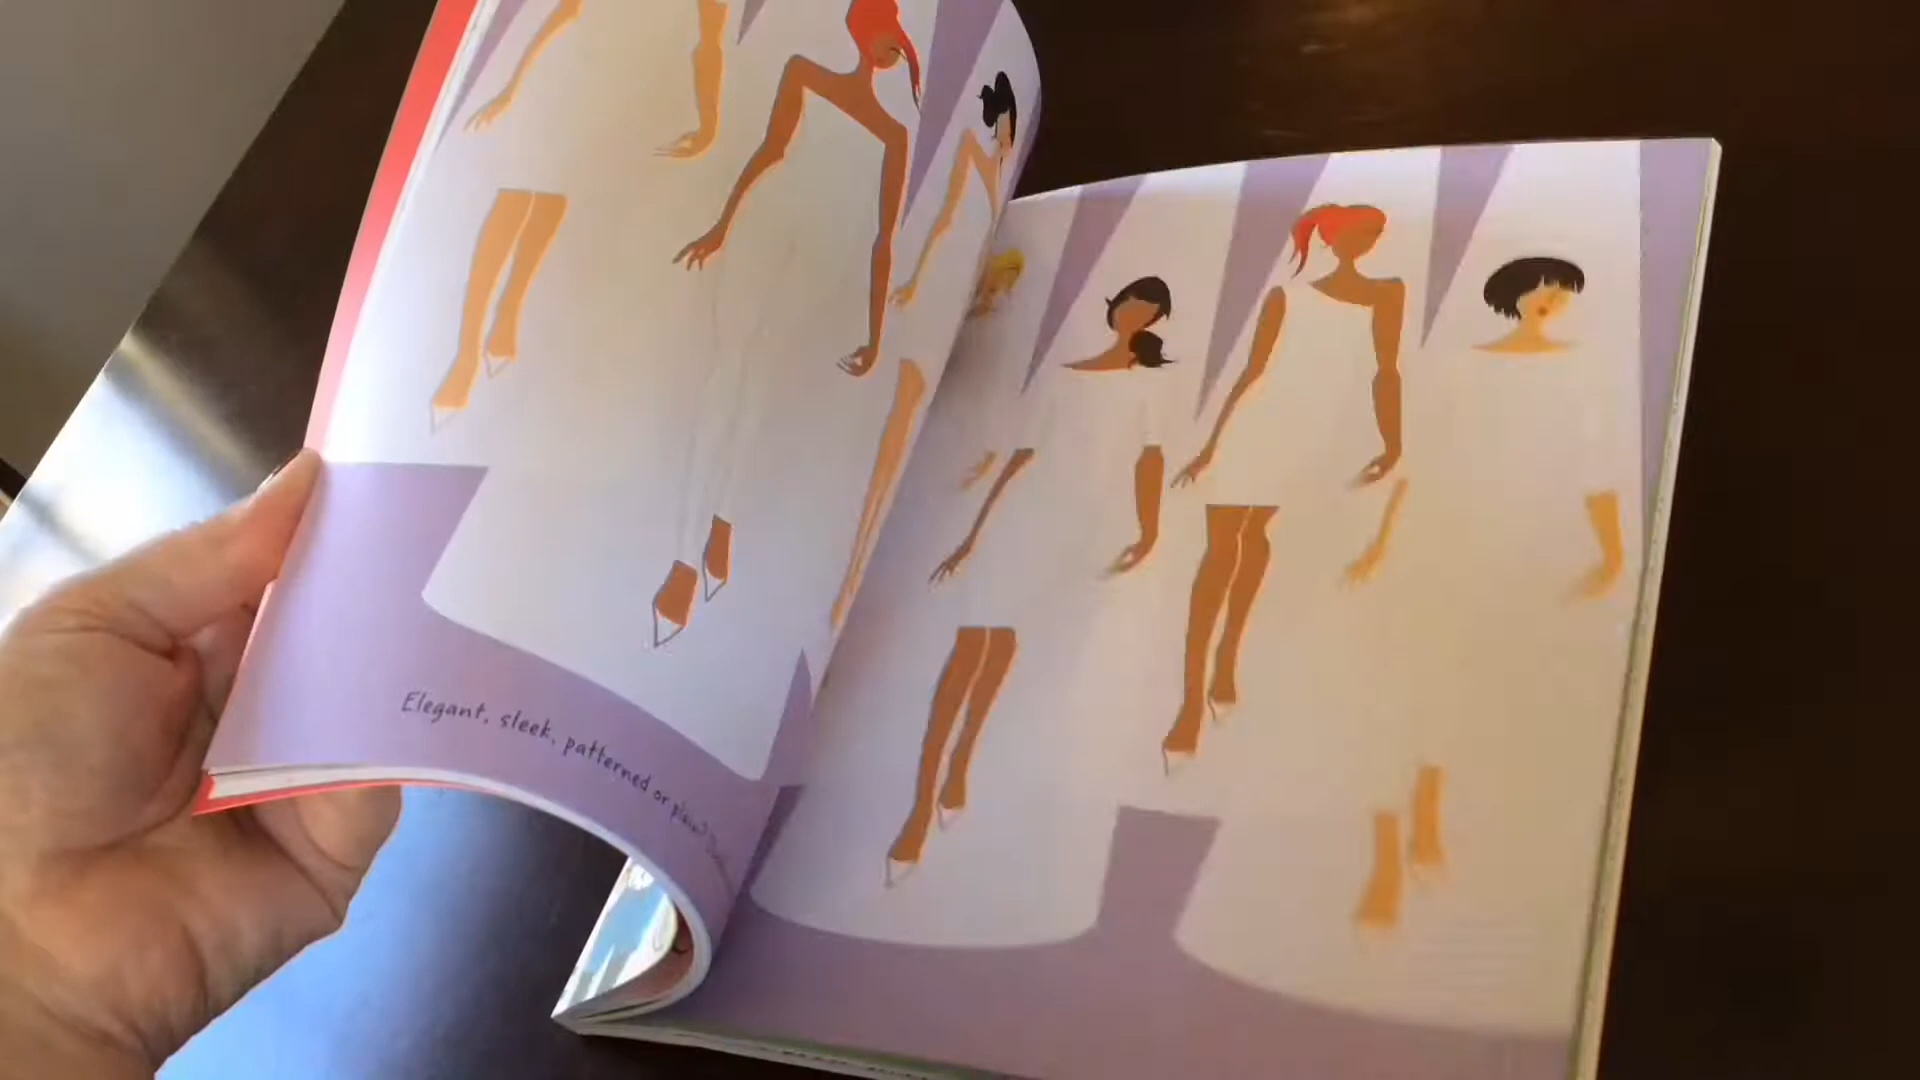 Elegant, sleek, patterned or plain?